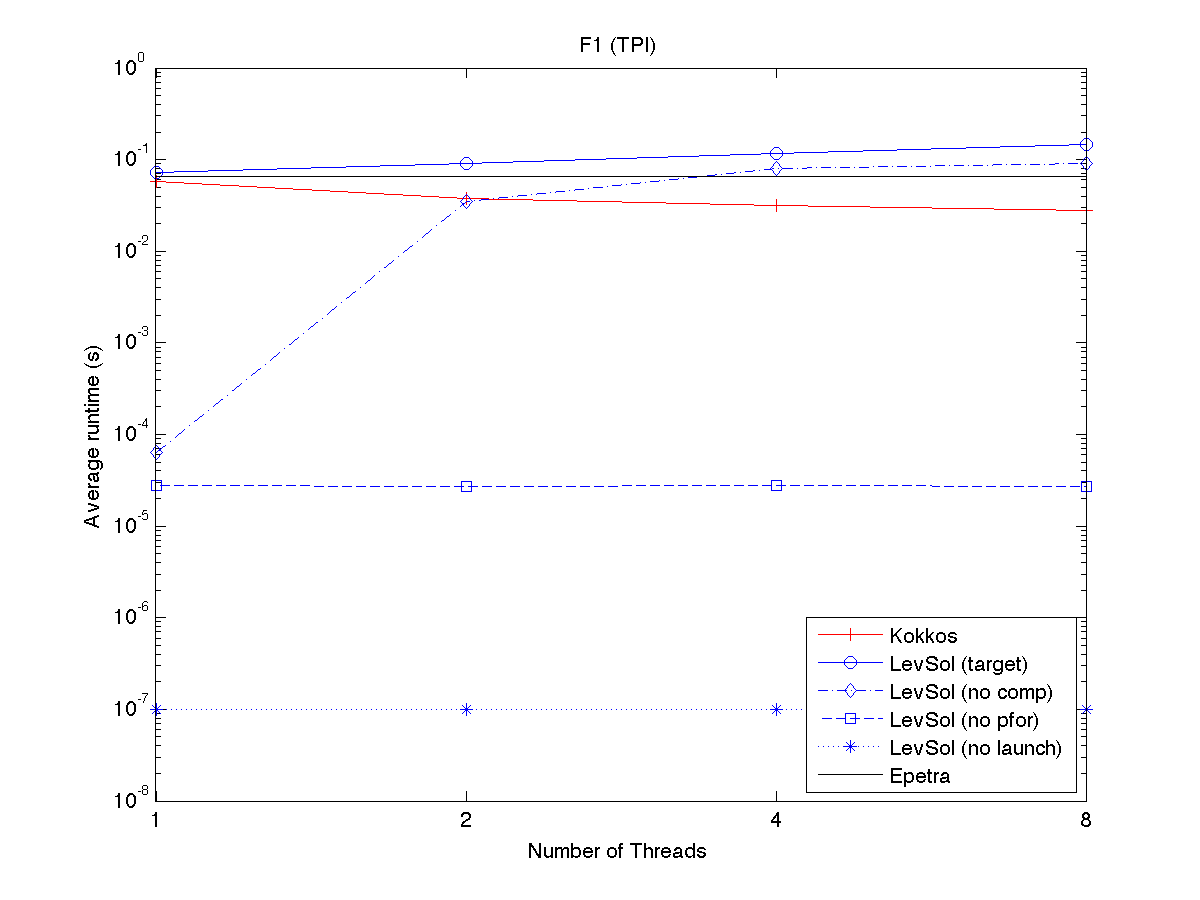 F1 (TPI)
10^0
10^-1
10^-2
10^-3
10^-4
10^-5
10^-6
10^-7
10^-8
Average runtime (s)
1 2 4 8
Number of Threads
Kokkos
LevSol (target)
LevSol (no comp)
LevSol (no pfor)
LevSol (no launch)
Epetra